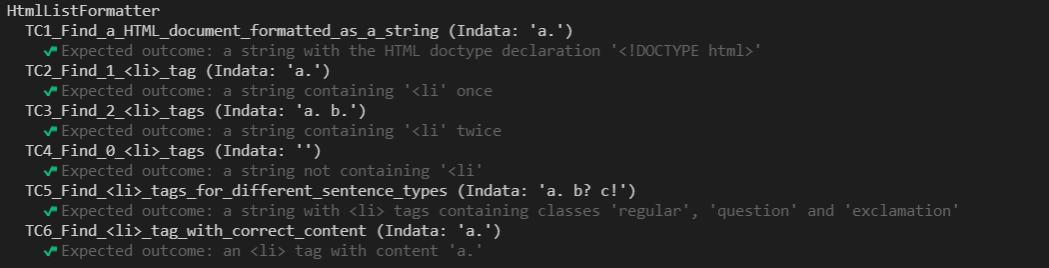 HtmlListFormatter
TC1_Find_a_HTML_document_formatted_as_a_string (Indata: 'a.')
✓ Expected outcome: a string with the HTML doctype declaration '<!DOCTYPE html>'
TC2_Find_1_<li>_tag (Indata: 'a.')
✓ Expected outcome: a string containing '<li' once
TC3_Find_2_<li>_tags (Indata: 'a. b.')
✓ Expected outcome: a string containing '<li' twice
TC4_Find_0_<li>_tags (Indata: '')
✓ Expected outcome: a string not containing '<li'
TC5_Find_<li>_tags_for_different_sentence_types (Indata: 'a. b? c!')
✓ Expected outcome: a string with <li> tags containing classes 'regular', 'question' and 'exclamation'
TC6_Find_<li>_tag_with_correct_content (Indata: 'a.')
✓ Expected outcome: an <li> tag with content 'a.'